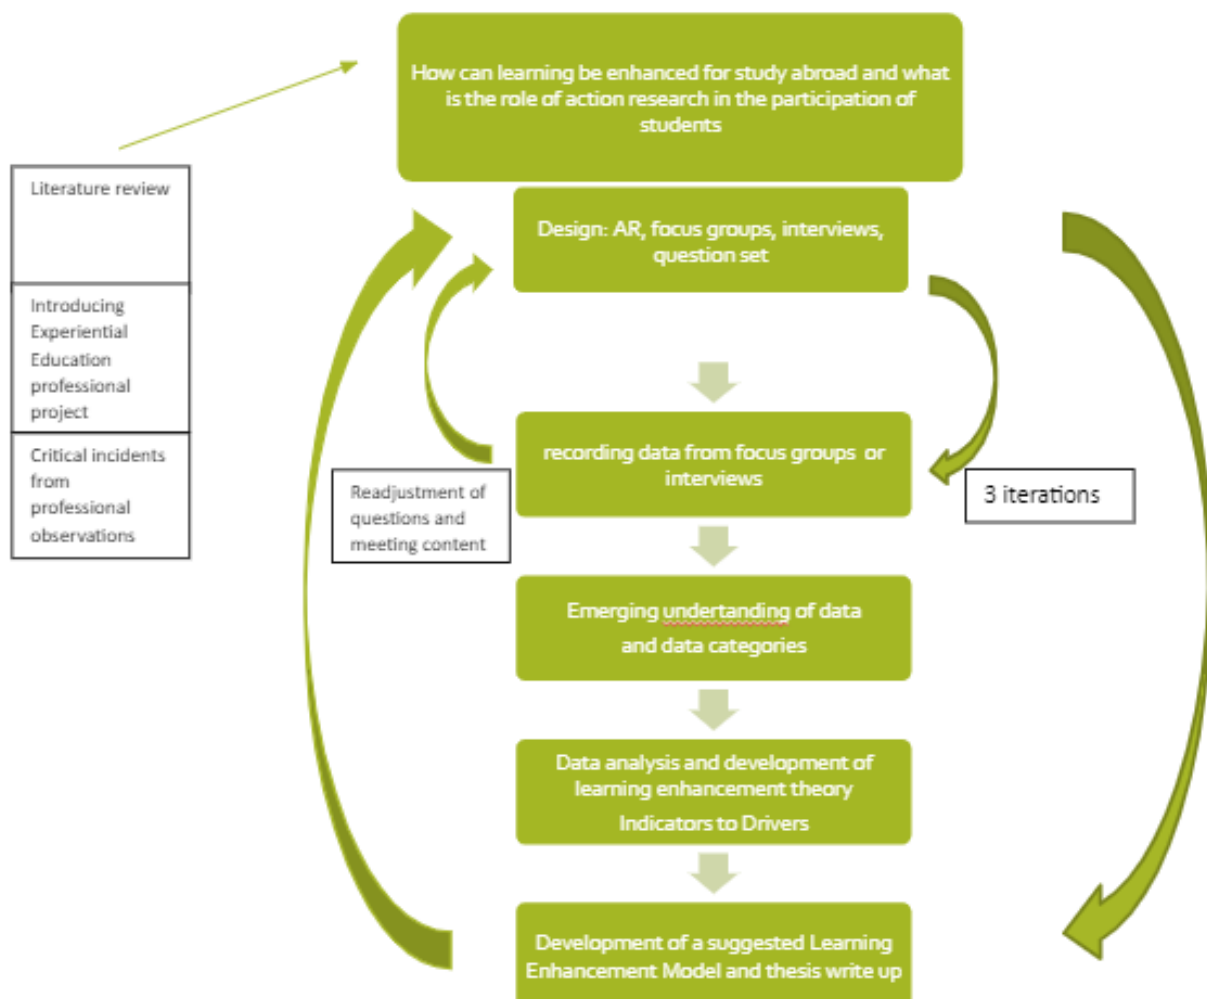 How can learning be enhanced for study abroad and what
is the role of action research in the participation of
students
Literature review
Introducing
Experiential
Education
professional
project
Critical incidents
from
professional
observations
Design: AR, focus groups, interviews,
question set
recording data from focus groups or
interviews
Readjustment of
questions and
meeting content
3 iterations
Emerging undertanding of data
and data categories
Data analysis and development of
learning enhancement theory
Indicators to Drivers
Development of a suggested Learning
Enhancement Model and thesis write up